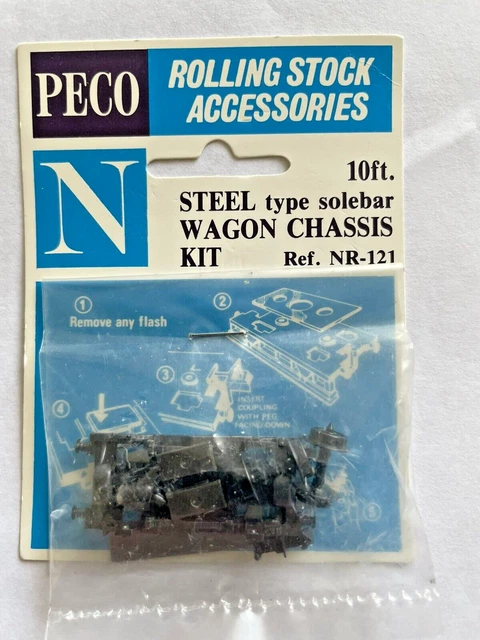 PECO
ROLLING STOCK
ACCESSORIES
N
10ft.
STEEL type solebar
WAGON CHASSIS
KIT Ref. NR-121
1
Remove any flash
2
3
INSERT
COUPLING
WITH PEG
FACING DOWN
4
5